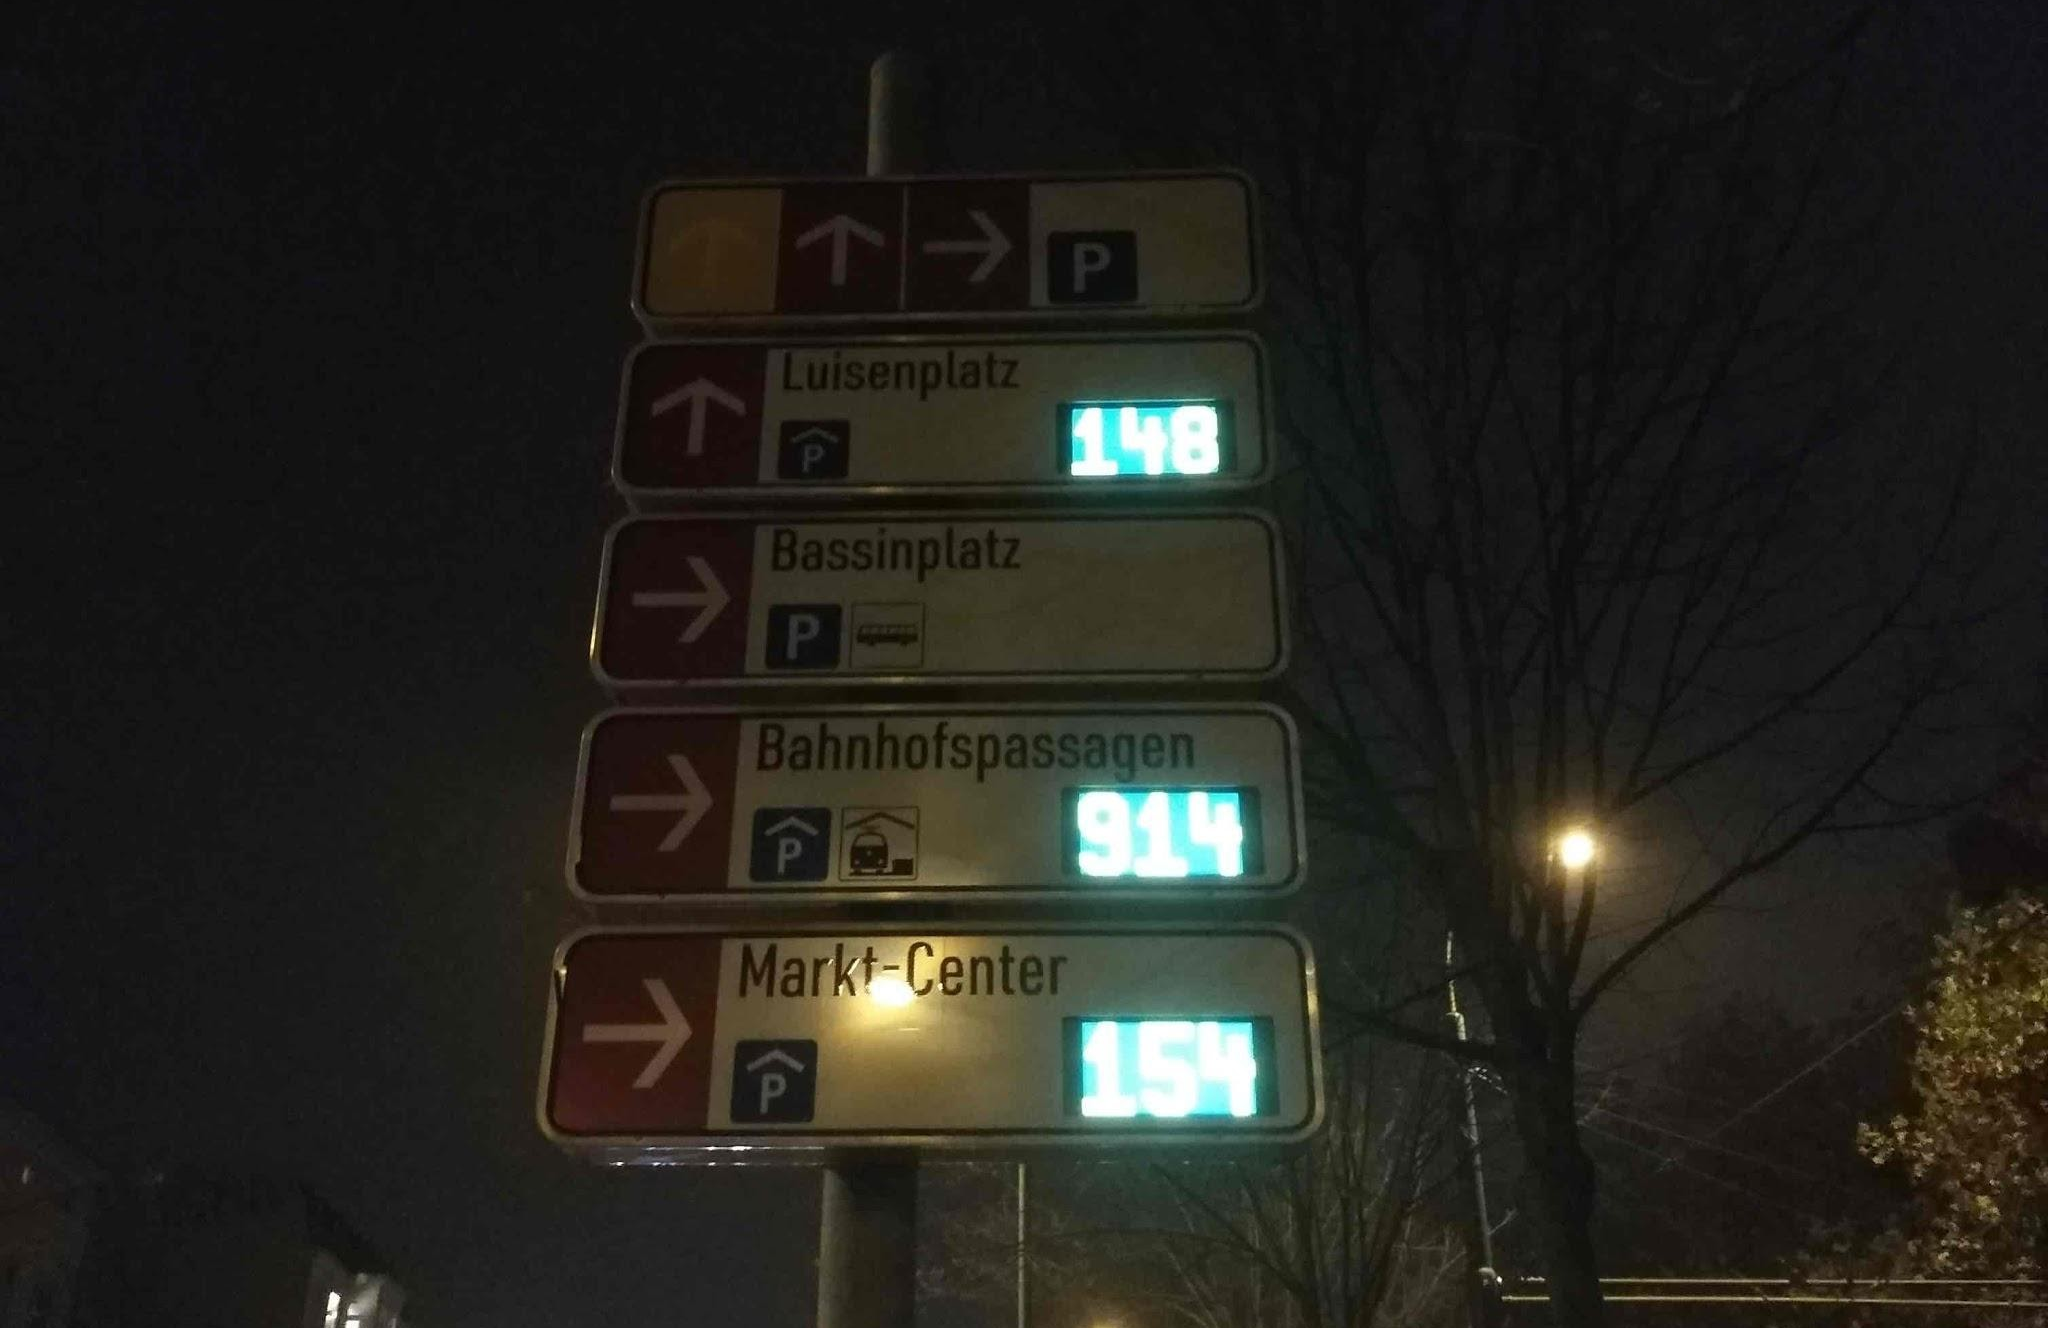 P
Luisenplatz
P 148
Bassinplatz
P
Bahnhofspassagen
P 914
Markt-Center
P 154